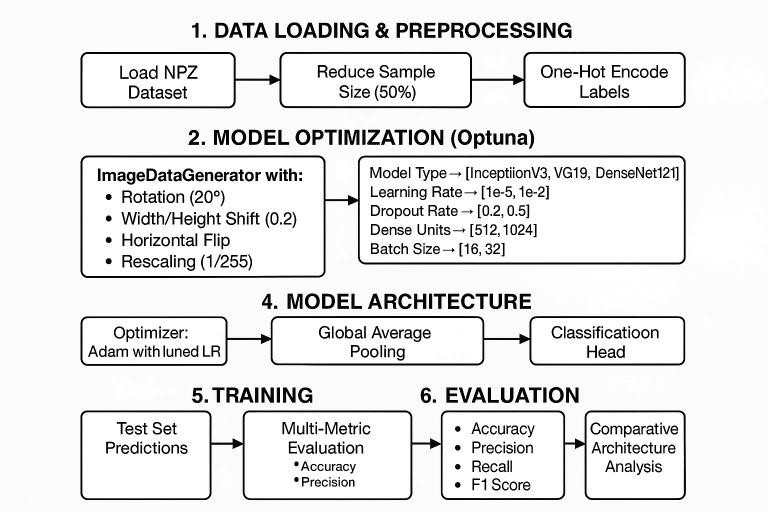 1. DATA LOADING & PREPROCESSING
Load NPZ
Dataset
Reduce Sample
Size (50%)
One-Hot Encode
Labels
2. MODEL OPTIMIZATION (Optuna)
ImageDataGenerator with:
• Rotation (20°)
• Width/Height Shift (0.2)
• Horizontal Flip
• Rescaling (1/255)
Model Type → [InceptiionV3, VG19, DenseNet121]
Learning Rate → [1e-5, 1e-2]
Dropout Rate → [0.2, 0.5]
Dense Units → [512, 1024]
Batch Size → [16, 32]
4. MODEL ARCHITECTURE
Optimizer:
Adam with luned LR
Global Average
Pooling
Classificatioon
Head
5. TRAINING
Test Set
Predictions
Multi-Metric
Evaluation
• Accuracy
• Precision
6. EVALUATION
• Accuracy
• Precision
• Recall
• F1 Score
Comparative
Architecture
Analysis